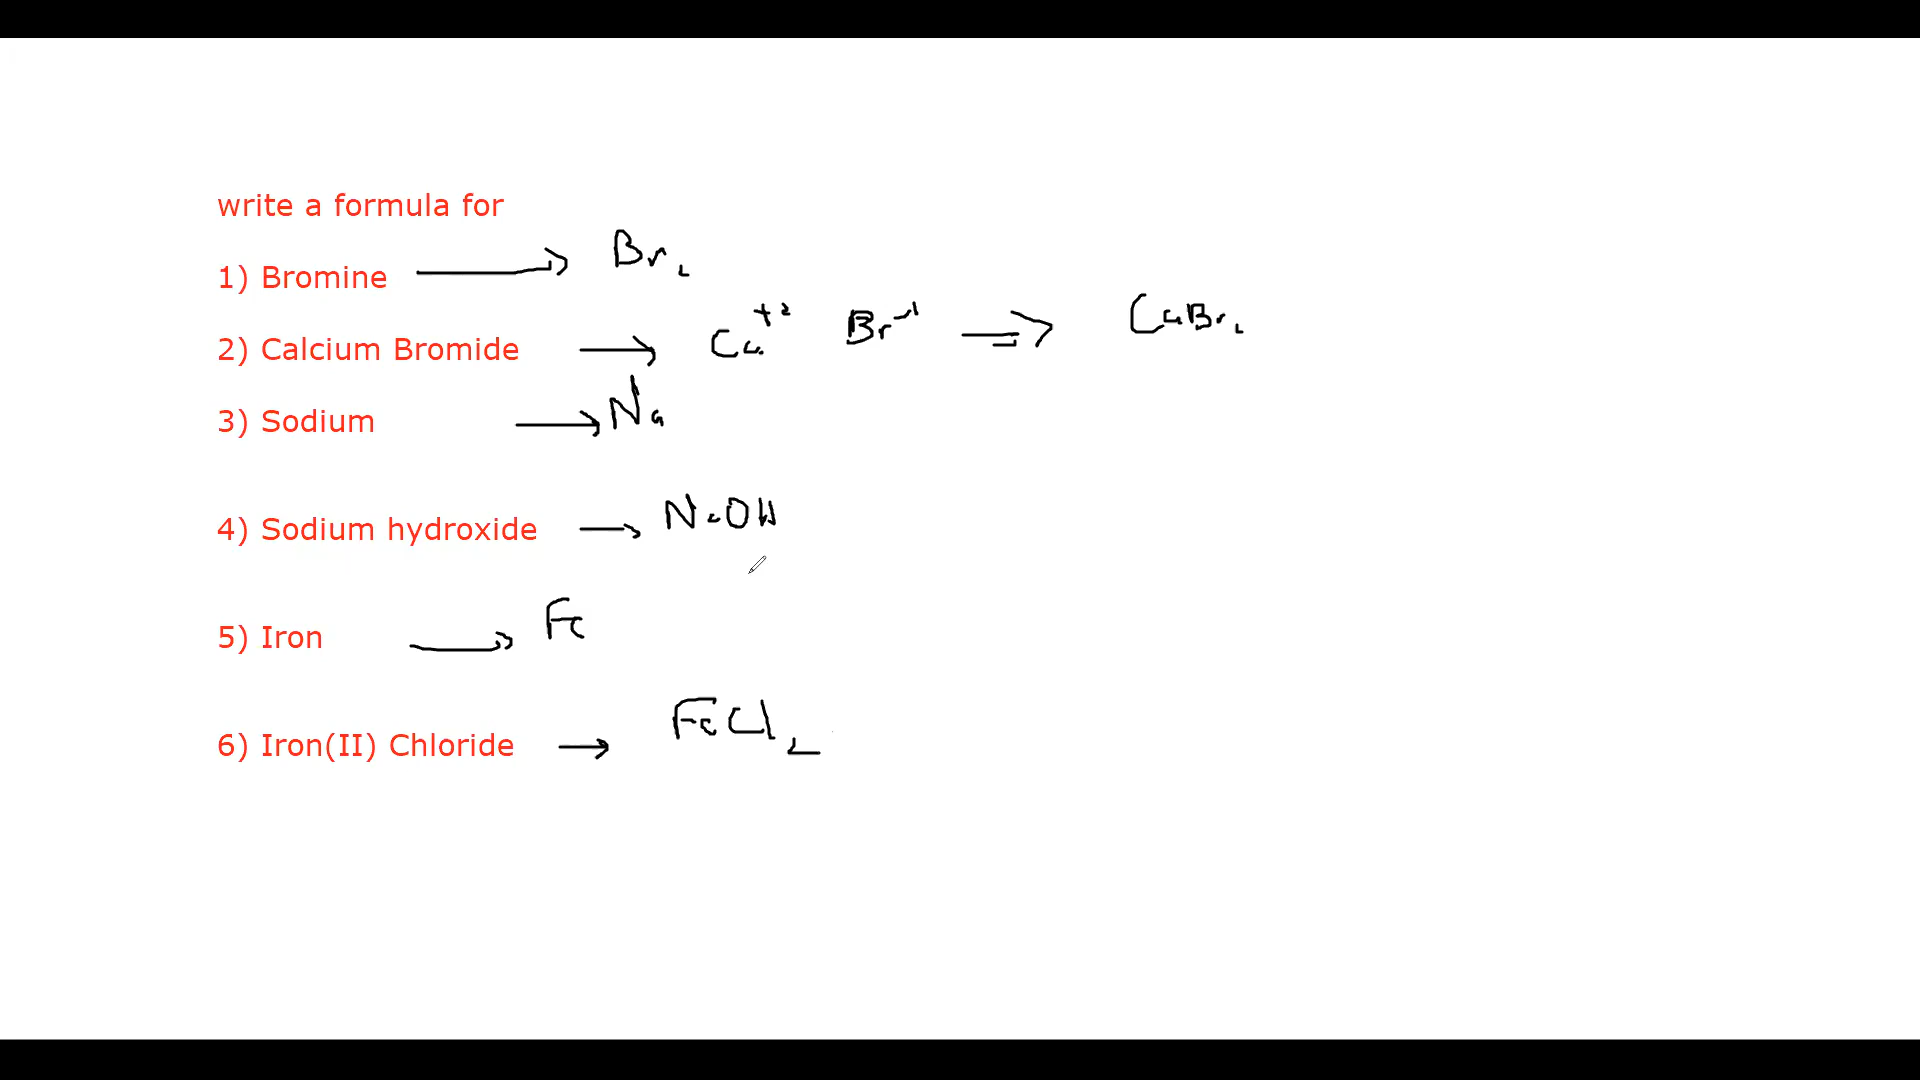 write a formula for
1) Bromine → Br₂
2) Calcium Bromide → Ca⁺² Br⁻¹ ⇒ CaBr₂
3) Sodium → Na
4) Sodium hydroxide → NaOH
5) Iron → Fe
6) Iron(II) Chloride → FeCl₂